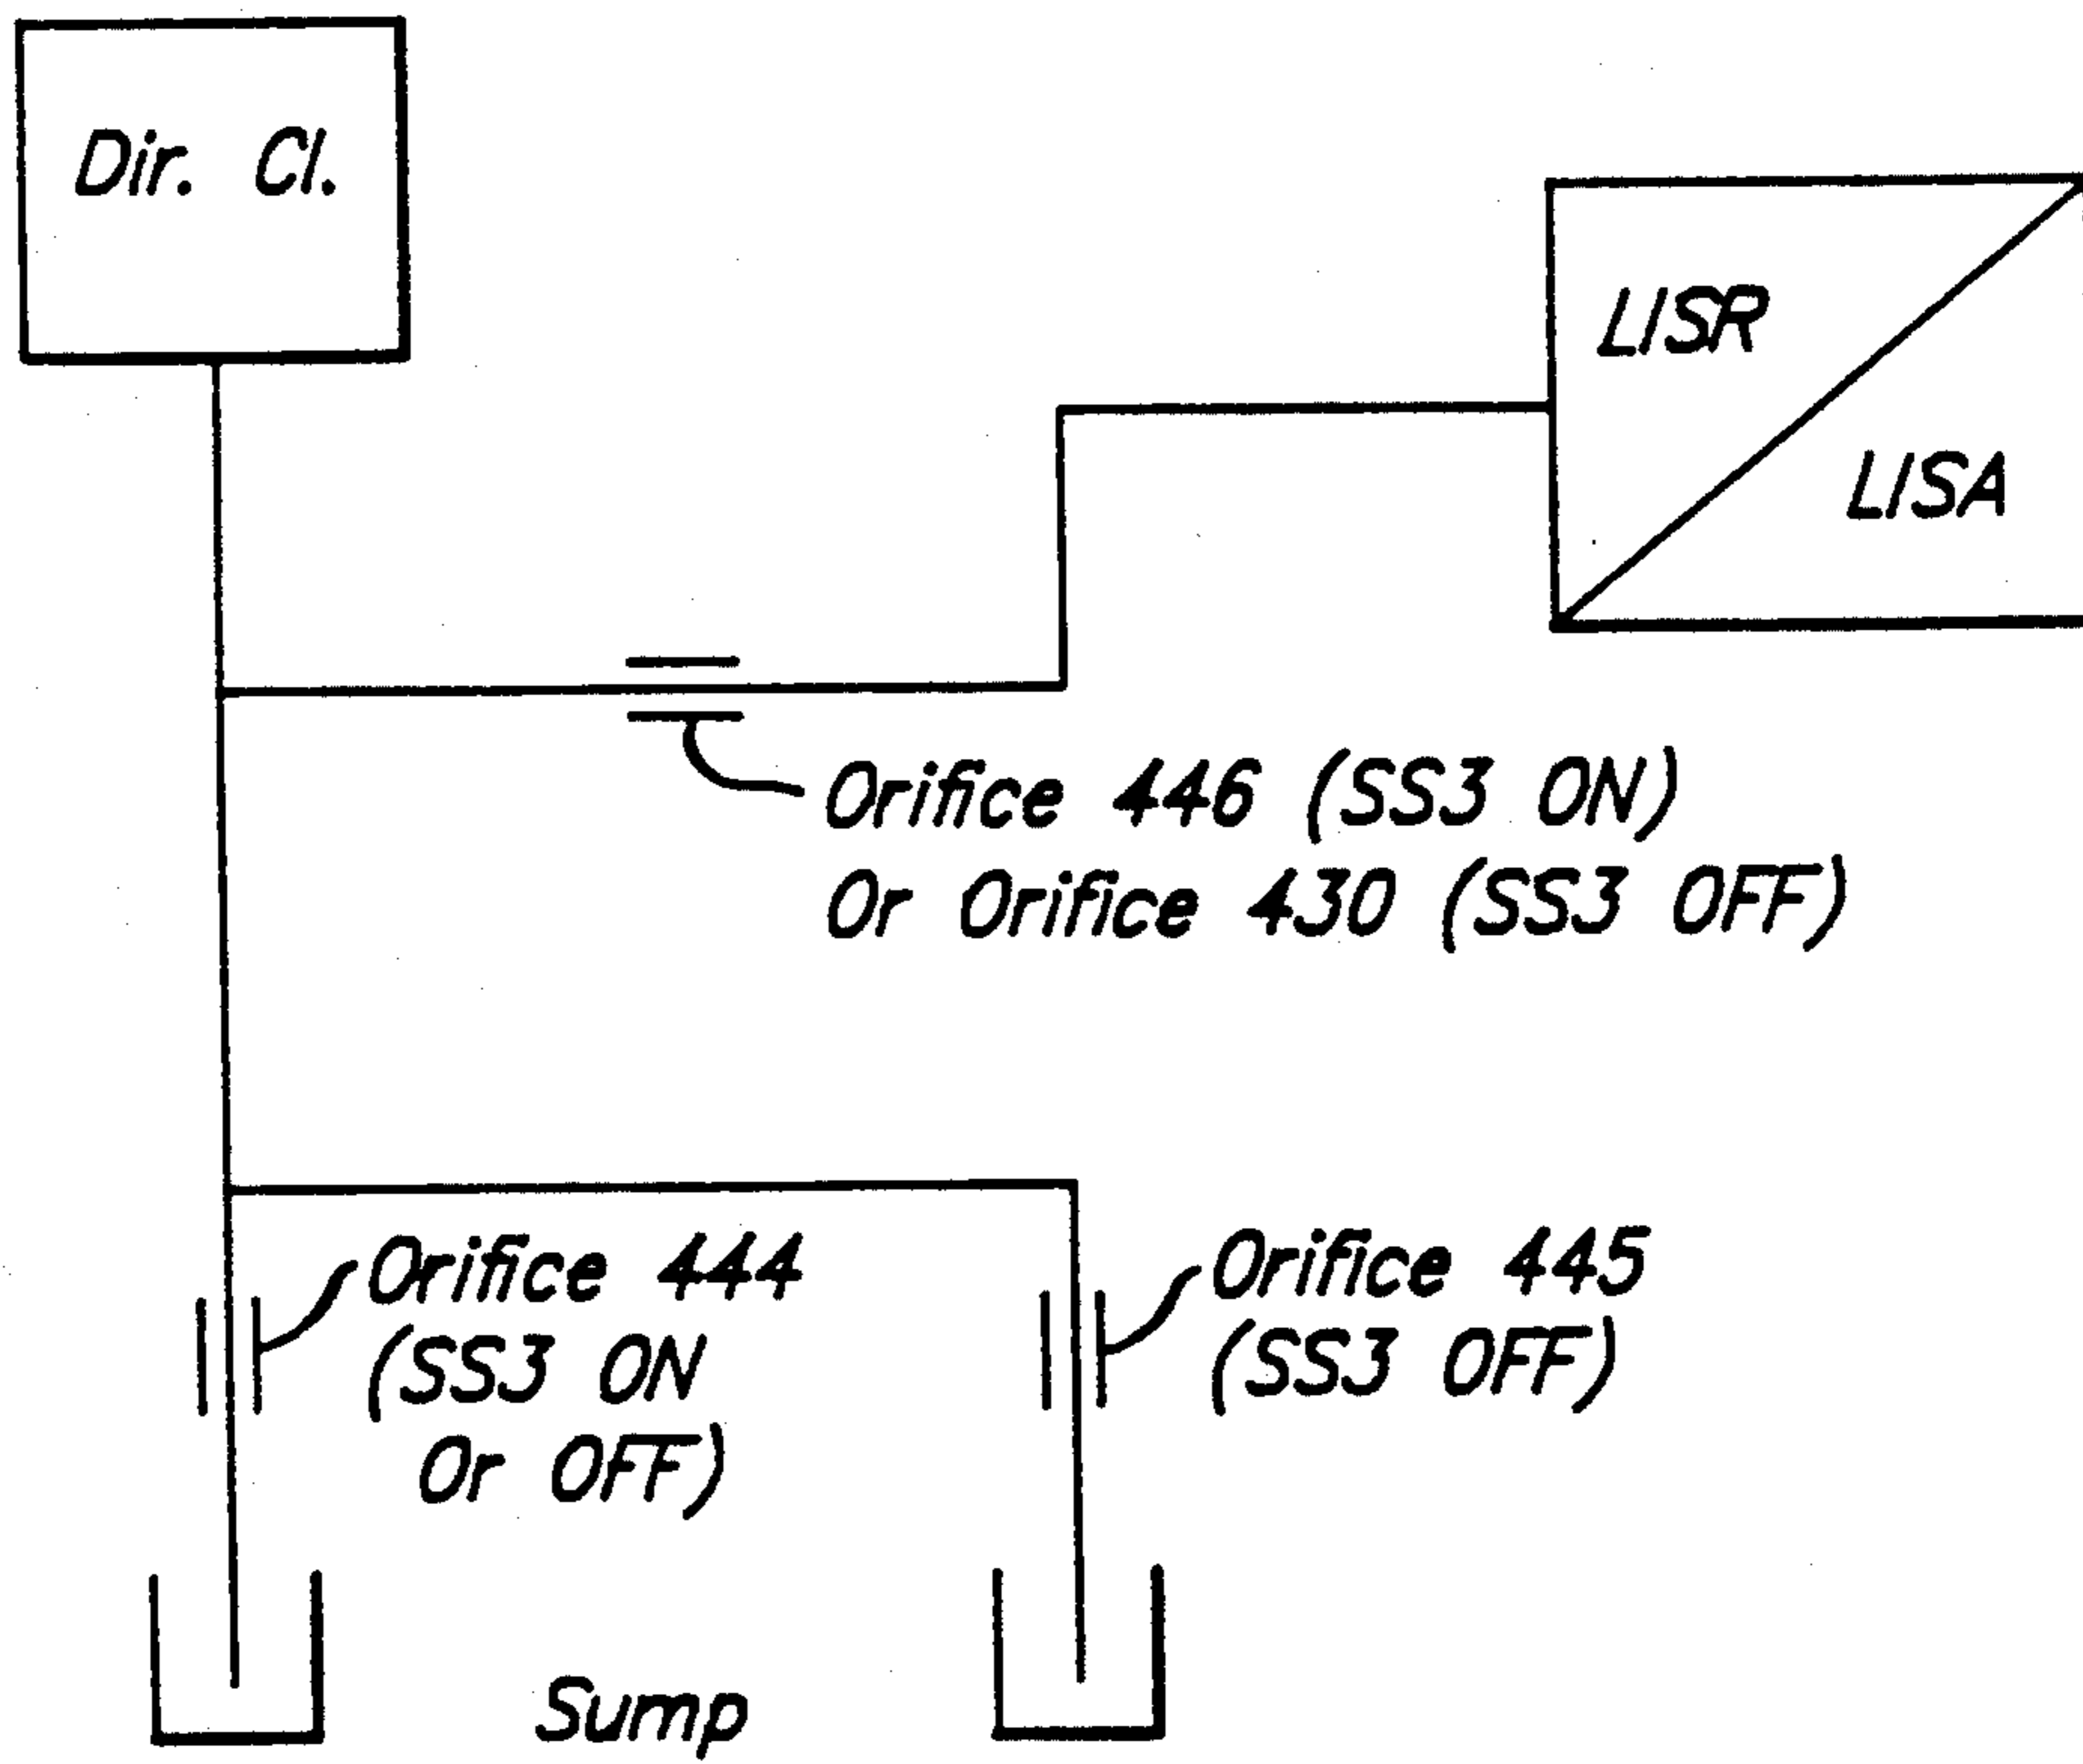 Dir. Cl.
LISR
LISA
Orifice 446 (SS3 ON)
Or Orifice 430 (SS3 OFF)
Orifice 444
(SS3 ON
Or OFF)
Orifice 445
(SS3 OFF)
Sump